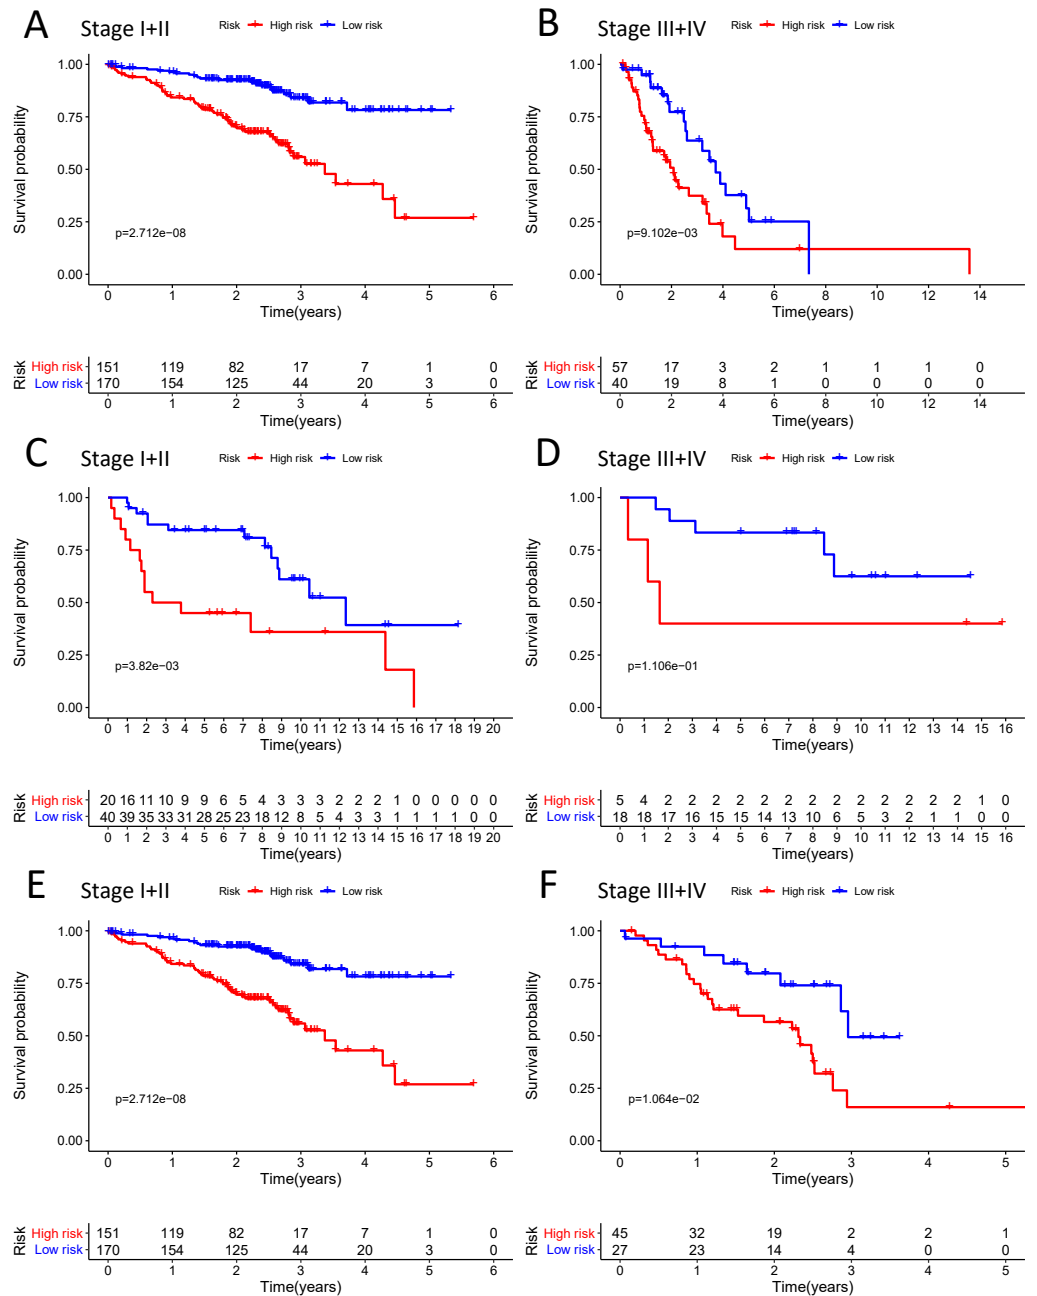 A Stage I+II Risk High risk Low risk
Survival probability
1.00
0.75
0.50
0.25
0.00
p=2.712e−08
0 1 2 3 4 5 6
Time(years)
Risk
High risk 151 119 82 17 7 1 0
Low risk 170 154 125 44 20 3 0
0 1 2 3 4 5 6
Time(years)
B Stage III+IV Risk High risk Low risk
Survival probability
1.00
0.75
0.50
0.25
0.00
p=9.102e−03
0 2 4 6 8 10 12 14
Time(years)
Risk
High risk 57 17 3 2 1 1 1 0
Low risk 40 19 8 1 0 0 0 0
0 2 4 6 8 10 12 14
Time(years)
C Stage I+II Risk High risk Low risk
Survival probability
1.00
0.75
0.50
0.25
0.00
p=3.82e−03
0 1 2 3 4 5 6 7 8 9 10 11 12 13 14 15 16 17 18 19 20
Time(years)
Risk
High risk 20 16 11 10 9 9 6 5 4 3 3 3 2 2 2 1 0 0 0 0 0
Low risk 40 39 35 33 31 28 25 23 18 12 8 5 4 3 3 1 1 1 1 0 0
0 1 2 3 4 5 6 7 8 9 10 11 12 13 14 15 16 17 18 19 20
Time(years)
D Stage III+IV Risk High risk Low risk
Survival probability
1.00
0.75
0.50
0.25
0.00
p=1.106e−01
0 1 2 3 4 5 6 7 8 9 10 11 12 13 14 15 16
Time(years)
Risk
High risk 5 4 2 2 2 2 2 2 2 2 2 2 2 2 2 1 0
Low risk 18 18 17 16 15 15 14 13 10 6 5 3 2 1 1 0 0
0 1 2 3 4 5 6 7 8 9 10 11 12 13 14 15 16
Time(years)
E Stage I+II Risk High risk Low risk
Survival probability
1.00
0.75
0.50
0.25
0.00
p=2.712e−08
0 1 2 3 4 5 6
Time(years)
Risk
High risk 151 119 82 17 7 1 0
Low risk 170 154 125 44 20 3 0
0 1 2 3 4 5 6
Time(years)
F Stage III+IV Risk High risk Low risk
Survival probability
1.00
0.75
0.50
0.25
0.00
p=1.064e−02
0 1 2 3 4 5
Time(years)
Risk
High risk 45 32 19 2 2 1
Low risk 27 23 14 4 0 0
0 1 2 3 4 5
Time(years)